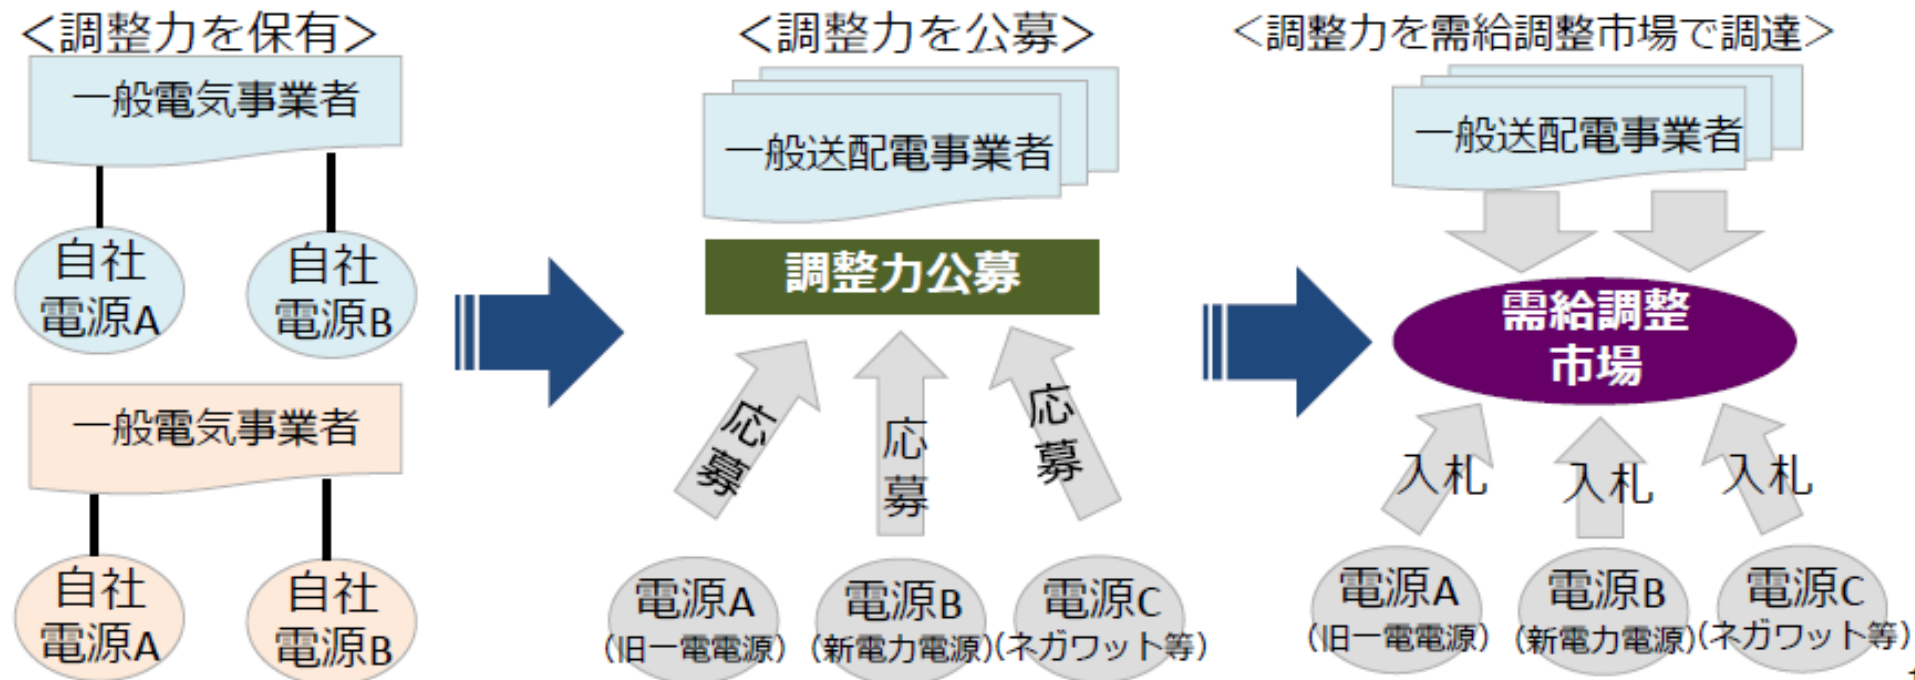 ＜調整力を保有＞
一般電気事業者
自社
電源A
自社
電源B
一般電気事業者
自社
電源A
自社
電源B
＜調整力を公募＞
一般送配電事業者
調整力公募
応募
応募
応募
電源A
(旧一電電源)
電源B
(新電力電源)
電源C
(ネガワット等)
＜調整力を需給調整市場で調達＞
一般送配電事業者
需給調整
市場
入札
入札
入札
電源A
(旧一電電源)
電源B
(新電力電源)
電源C
(ネガワット等)